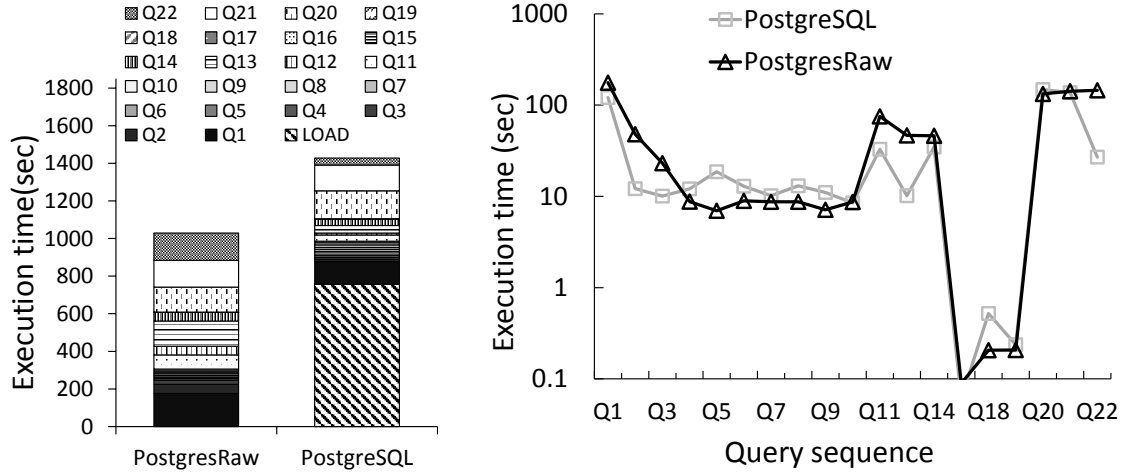 Q22 Q21 Q20 Q19
Q18 Q17 Q16 Q15
Q14 Q13 Q12 Q11
Q10 Q9 Q8 Q7
Q6 Q5 Q4 Q3
Q2 Q1 LOAD
Execution time(sec)
1800
1600
1400
1200
1000
800
600
400
200
0
PostgresRaw PostgreSQL
PostgreSQL
PostgresRaw
Execution time (sec)
1000
100
10
1
0.1
Q1 Q3 Q5 Q7 Q9 Q11 Q14 Q18 Q20 Q22
Query sequence